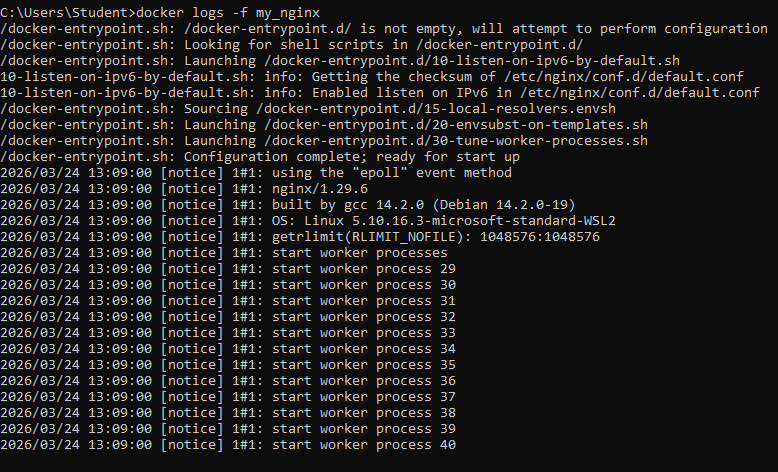 C:\Users\Student>docker logs -f my_nginx
/docker-entrypoint.sh: /docker-entrypoint.d/ is not empty, will attempt to perform configuration
/docker-entrypoint.sh: Looking for shell scripts in /docker-entrypoint.d/
/docker-entrypoint.sh: Launching /docker-entrypoint.d/10-listen-on-ipv6-by-default.sh
10-listen-on-ipv6-by-default.sh: info: Getting the checksum of /etc/nginx/conf.d/default.conf
10-listen-on-ipv6-by-default.sh: info: Enabled listen on IPv6 in /etc/nginx/conf.d/default.conf
/docker-entrypoint.sh: Sourcing /docker-entrypoint.d/15-local-resolvers.envsh
/docker-entrypoint.sh: Launching /docker-entrypoint.d/20-envsubst-on-templates.sh
/docker-entrypoint.sh: Launching /docker-entrypoint.d/30-tune-worker-processes.sh
/docker-entrypoint.sh: Configuration complete; ready for start up
2026/03/24 13:09:00 [notice] 1#1: using the "epoll" event method
2026/03/24 13:09:00 [notice] 1#1: nginx/1.29.6
2026/03/24 13:09:00 [notice] 1#1: built by gcc 14.2.0 (Debian 14.2.0-19)
2026/03/24 13:09:00 [notice] 1#1: OS: Linux 5.10.16.3-microsoft-standard-WSL2
2026/03/24 13:09:00 [notice] 1#1: getrlimit(RLIMIT_NOFILE): 1048576:1048576
2026/03/24 13:09:00 [notice] 1#1: start worker processes
2026/03/24 13:09:00 [notice] 1#1: start worker process 29
2026/03/24 13:09:00 [notice] 1#1: start worker process 30
2026/03/24 13:09:00 [notice] 1#1: start worker process 31
2026/03/24 13:09:00 [notice] 1#1: start worker process 32
2026/03/24 13:09:00 [notice] 1#1: start worker process 33
2026/03/24 13:09:00 [notice] 1#1: start worker process 34
2026/03/24 13:09:00 [notice] 1#1: start worker process 35
2026/03/24 13:09:00 [notice] 1#1: start worker process 36
2026/03/24 13:09:00 [notice] 1#1: start worker process 37
2026/03/24 13:09:00 [notice] 1#1: start worker process 38
2026/03/24 13:09:00 [notice] 1#1: start worker process 39
2026/03/24 13:09:00 [notice] 1#1: start worker process 40